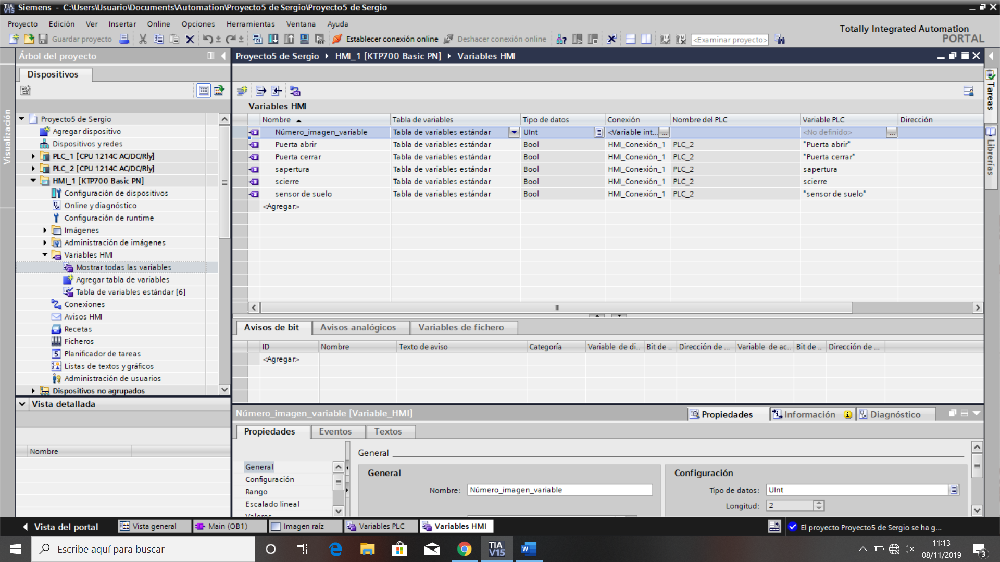 Siemens - C:\Users\Usuario\Documents\Automation\Proyecto5 de Sergio\Proyecto5 de Sergio
Proyecto Edición Ver Insertar Online Opciones Herramientas Ventana Ayuda
Totally Integrated Automation
PORTAL
Guardar proyecto Establecer conexión online Deshacer conexión online <Examinar proyecto>
Árbol del proyecto
Proyecto5 de Sergio HMI_1 [KTP700 Basic PN] Variables HMI
Dispositivos
Visualización
Tareas
Librerías
Variables HMI
Nombre Tabla de variables Tipo de datos Conexión Nombre del PLC Variable PLC Dirección
Número_imagen_variable Tabla de variables estándar UInt <Variable int... <No definido> ...
Puerta abrir Tabla de variables estándar Bool HMI_Conexión_1 PLC_2 "Puerta abrir"
Puerta cerrar Tabla de variables estándar Bool HMI_Conexión_1 PLC_2 "Puerta cerrar"
sapertura Tabla de variables estándar Bool HMI_Conexión_1 PLC_2 sapertura
scierre Tabla de variables estándar Bool HMI_Conexión_1 PLC_2 scierre
sensor de suelo Tabla de variables estándar Bool HMI_Conexión_1 PLC_2 "sensor de suelo"
<Agregar>
Proyecto5 de Sergio
Agregar dispositivo
Dispositivos y redes
PLC_1 [CPU 1214C AC/DC/Rly]
PLC_2 [CPU 1214C AC/DC/Rly]
HMI_1 [KTP700 Basic PN]
Configuración de dispositivos
Online y diagnóstico
Configuración de runtime
Imágenes
Administración de imágenes
Variables HMI
Mostrar todas las variables
Agregar tabla de variables
Tabla de variables estándar [6]
Conexiones
Avisos HMI
Recetas
Ficheros
Planificador de tareas
Listas de textos y gráficos
Administración de usuarios
Dispositivos no agrupados
Vista detallada
Nombre
Avisos de bit Avisos analógicos Variables de fichero
ID Nombre Texto de aviso Categoría Variable de di.. Bit de .. Dirección de ... Variable de ac.. Bit de .. Dirección de ...
<Agregar>
Número_imagen_variable [Variable_HMI]
Propiedades Información Diagnóstico
Propiedades Eventos Textos
General
Configuración
Rango
Escalado lineal
Valores
General
General
Nombre: Número_imagen_variable
Configuración
Tipo de datos: UInt
Longitud: 2
Vista del portal Vista general Main (OB1) Imagen raíz Variables PLC Variables HMI El proyecto Proyecto5 de Sergio se ha g...
Escribe aquí para buscar
TIA V15
11:13
08/11/2019
3